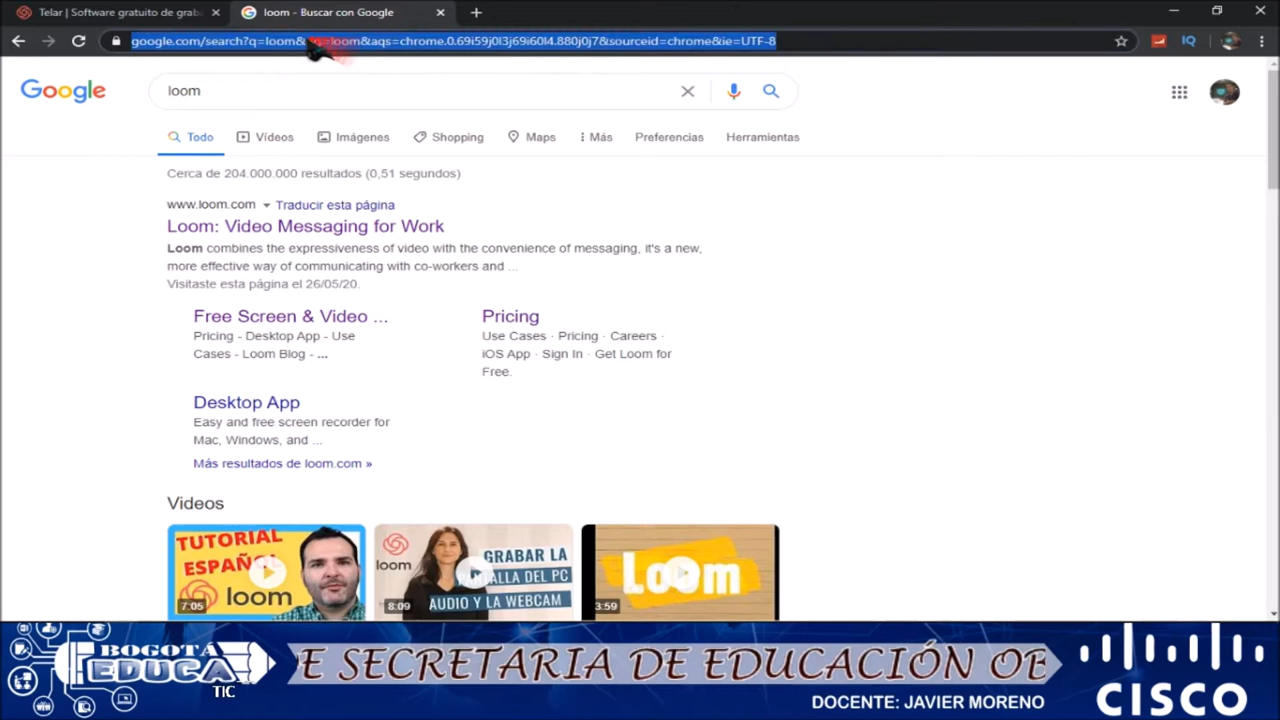 Telar | Software gratuito de grab
loom - Buscar con Google
google.com/search?q=loom&oq=loom&aqs=chrome.0.69i59j0l3j69i60l4.880j0j7&sourceid=chrome&ie=UTF-8
IQ
Google
loom
Todo Vídeos Imágenes Shopping Maps Más Preferencias Herramientas
Cerca de 204.000.000 resultados (0,51 segundos)
www.loom.com Traducir esta página
Loom: Video Messaging for Work
Loom combines the expressiveness of video with the convenience of messaging, it's a new,
more effective way of communicating with co-workers and ...
Visitaste esta página el 26/05/20.
Free Screen & Video ...
Pricing - Desktop App - Use
Cases - Loom Blog - ...
Pricing
Use Cases · Pricing · Careers ·
iOS App · Sign In · Get Loom for
Free.
Desktop App
Easy and free screen recorder for
Mac, Windows, and ...
Más resultados de loom.com »
Videos
TUTORIAL
ESPAÑOL
loom
7:05
loom
GRABAR LA
PANTALLA DEL PC
AUDIO Y LA WEBCAM
8:09
Loom
3:59
BOGOTÁ
EDUCA
TIC
E SECRETARIA DE EDUCACIÓN OB
DOCENTE: JAVIER MORENO
CISCO